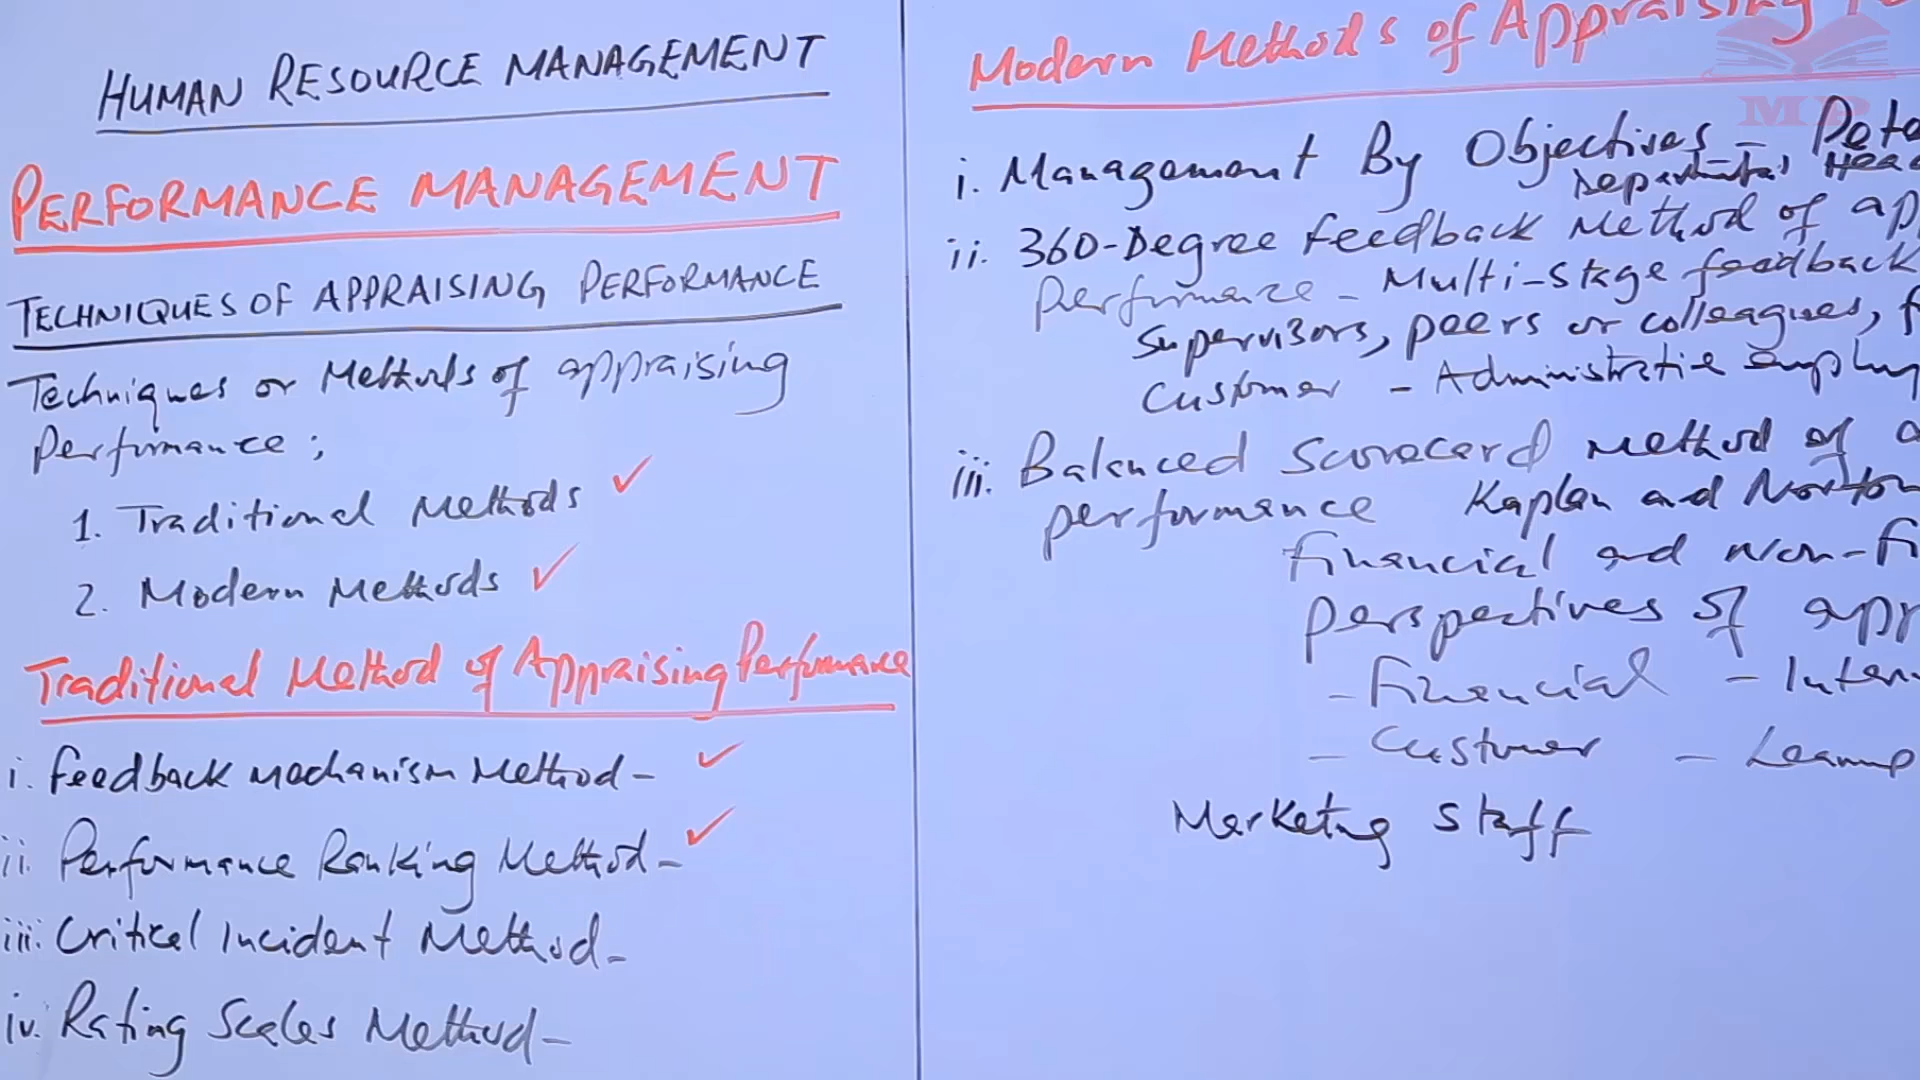 HUMAN RESOURCE MANAGEMENT
PERFORMANCE MANAGEMENT
TECHNIQUES OF APPRAISING PERFORMANCE
Techniques or Methods of appraising
Performance;
1. Traditional Methods ✓
2. Modern Methods ✓
Traditional Method of Appraising Performance
i. Feedback mechanism Method - ✓
ii. Performance Ranking Method - ✓
iii. Critical Incident Method -
iv. Rating Scales Method -
Modern Methods of Appraising
MP
i. Management By Objectives -
Departmental Head
ii. 360-Degree feedback Method of
performance - Multi-stage feedback
supervisors, peers or colleagues,
customer - Administrative
iii. Balanced Scorecard Method of
performance Kaplan and Norton
financial and non-
perspectives of
- Financial -
- Customer -
Marketing Staff